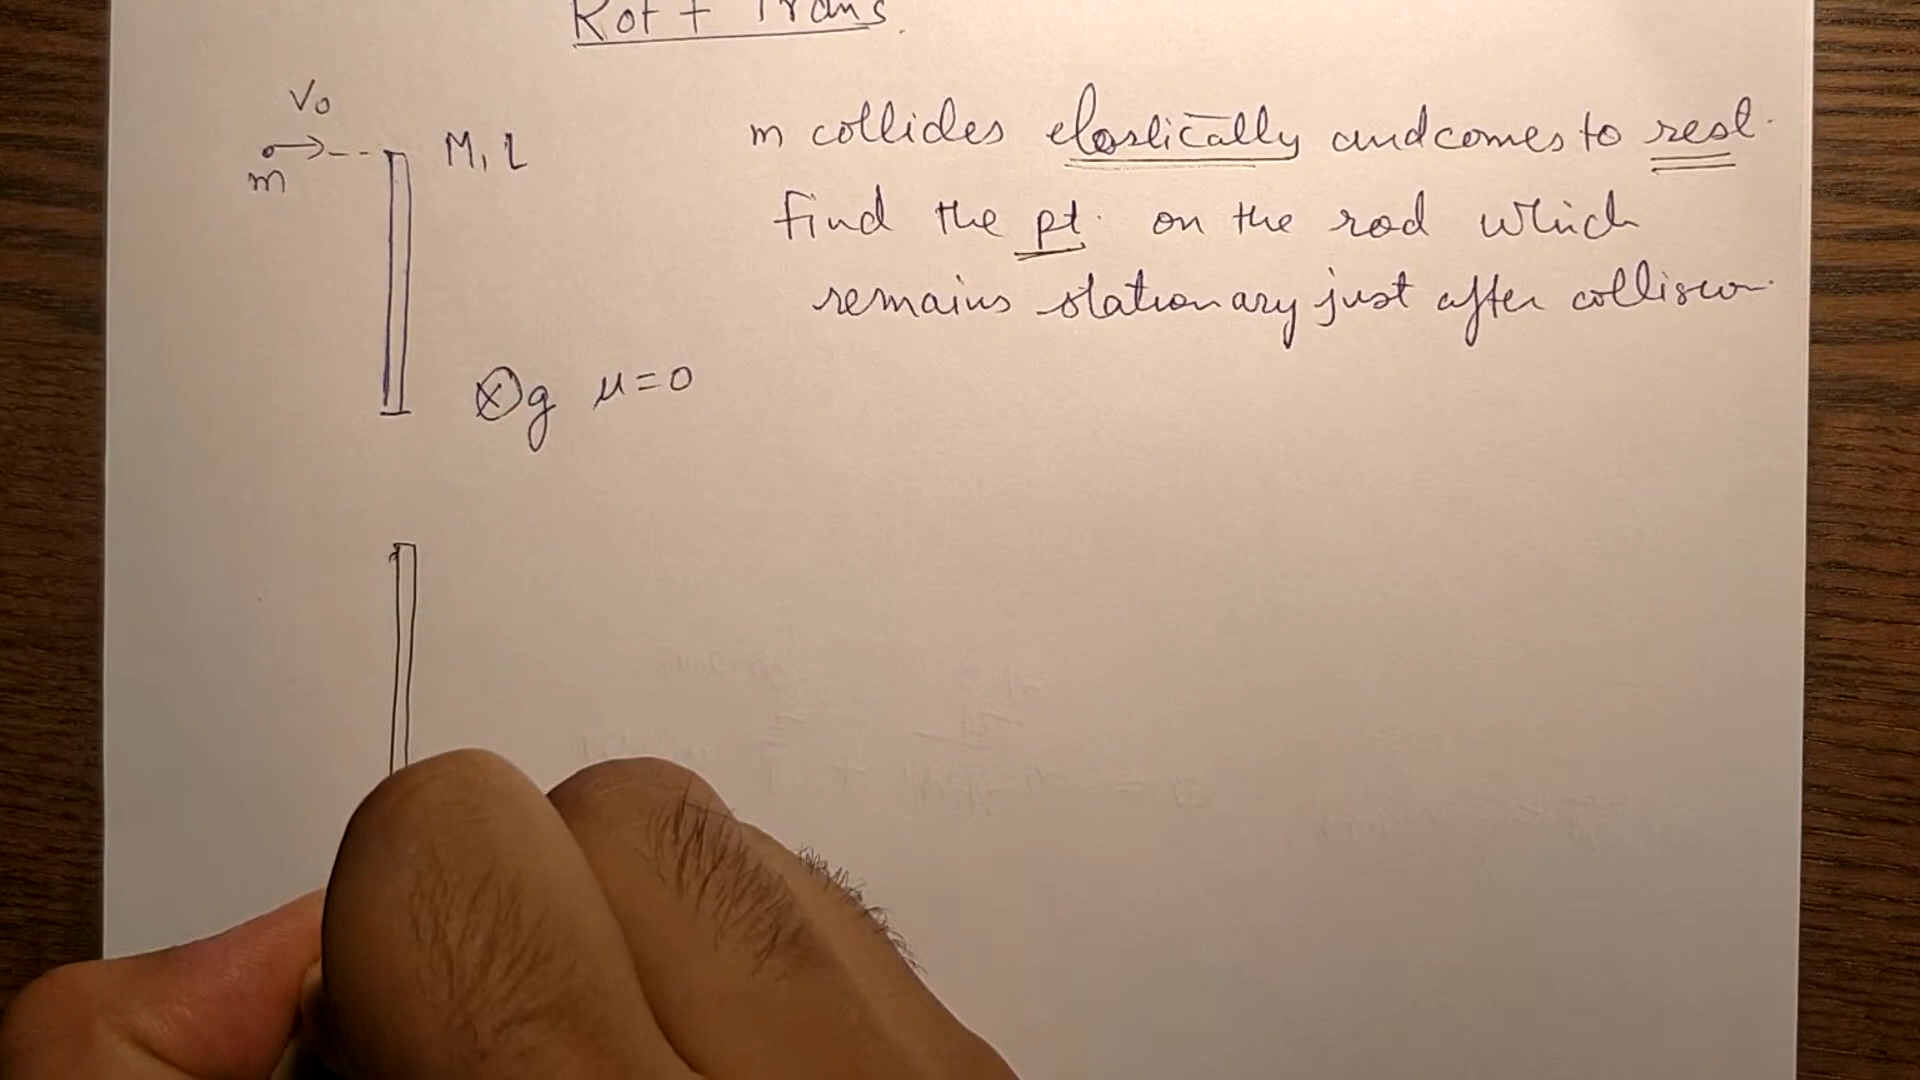 Rot + Trans
V₀
m
M, L
m collides elastically and comes to rest.
find the pt. on the rod which
remains stationary just after collision.
⊗g μ=0